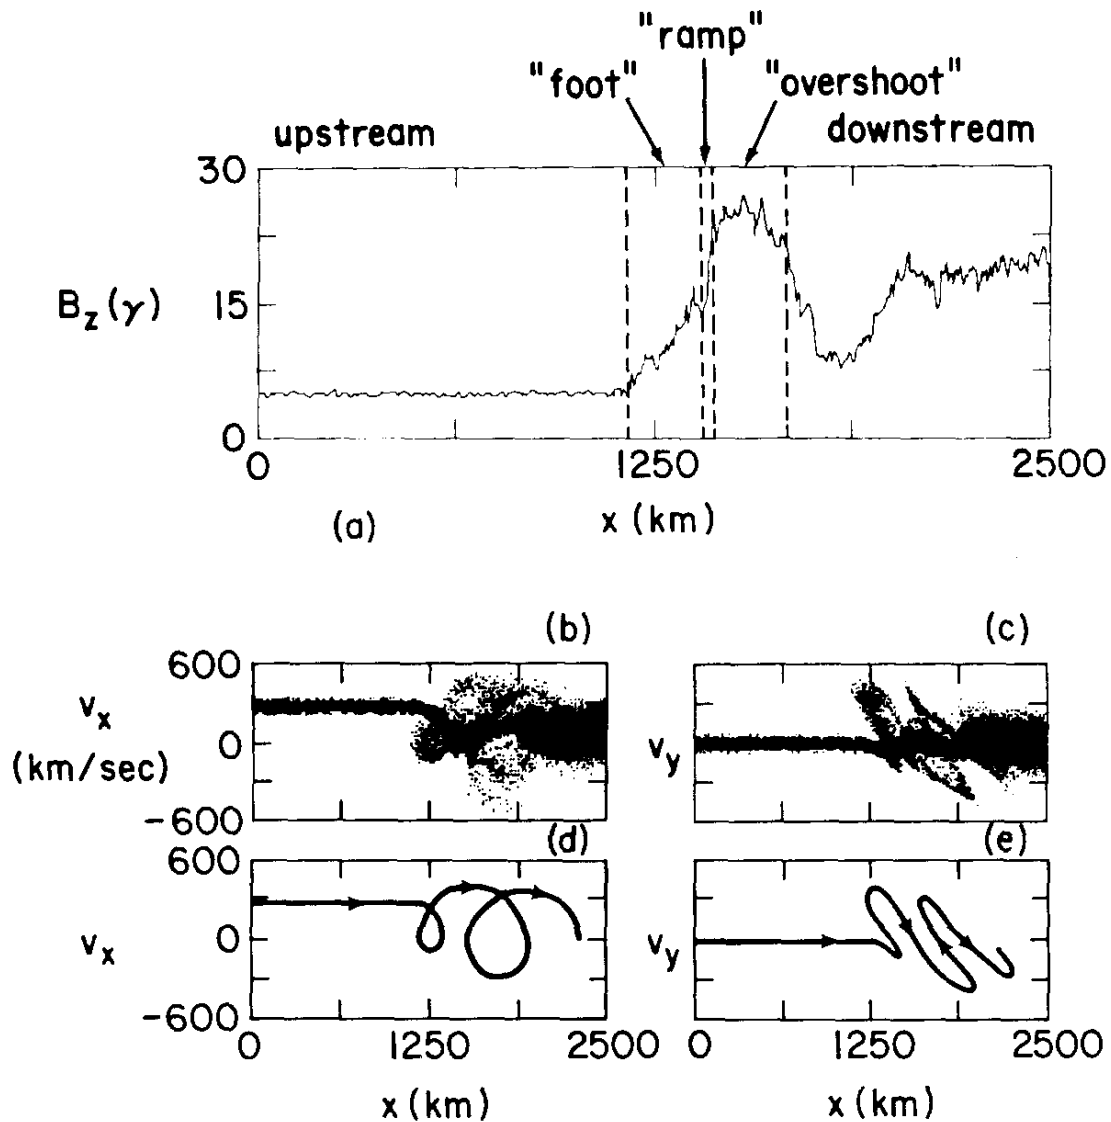 "ramp"
"foot" "overshoot"
upstream downstream
30
B_z (γ) 15
0
0 1250 2500
(a) x (km)
(b) (c)
600
v_x 0 v_y
(km/sec)
-600
(d) (e)
600
v_x 0 v_y
-600
0 1250 2500 0 1250 2500
x (km) x (km)